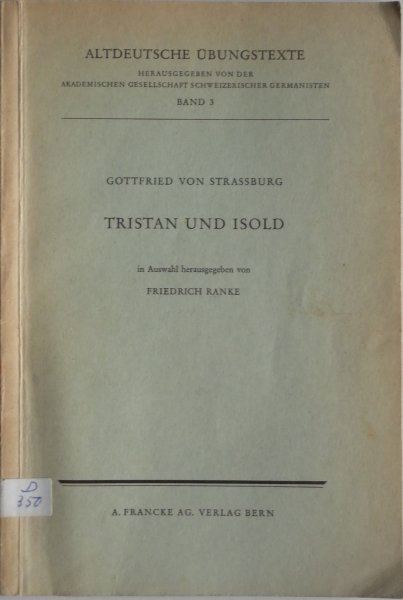 ALTDEUTSCHE ÜBUNGSTEXTE
HERAUSGEGEBEN VON DER
AKADEMISCHEN GESELLSCHAFT SCHWEIZERISCHER GERMANISTEN
BAND 3
GOTTFRIED VON STRASSBURG
TRISTAN UND ISOLD
in Auswahl herausgegeben von
FRIEDRICH RANKE
D
350
A. FRANCKE AG. VERLAG BERN